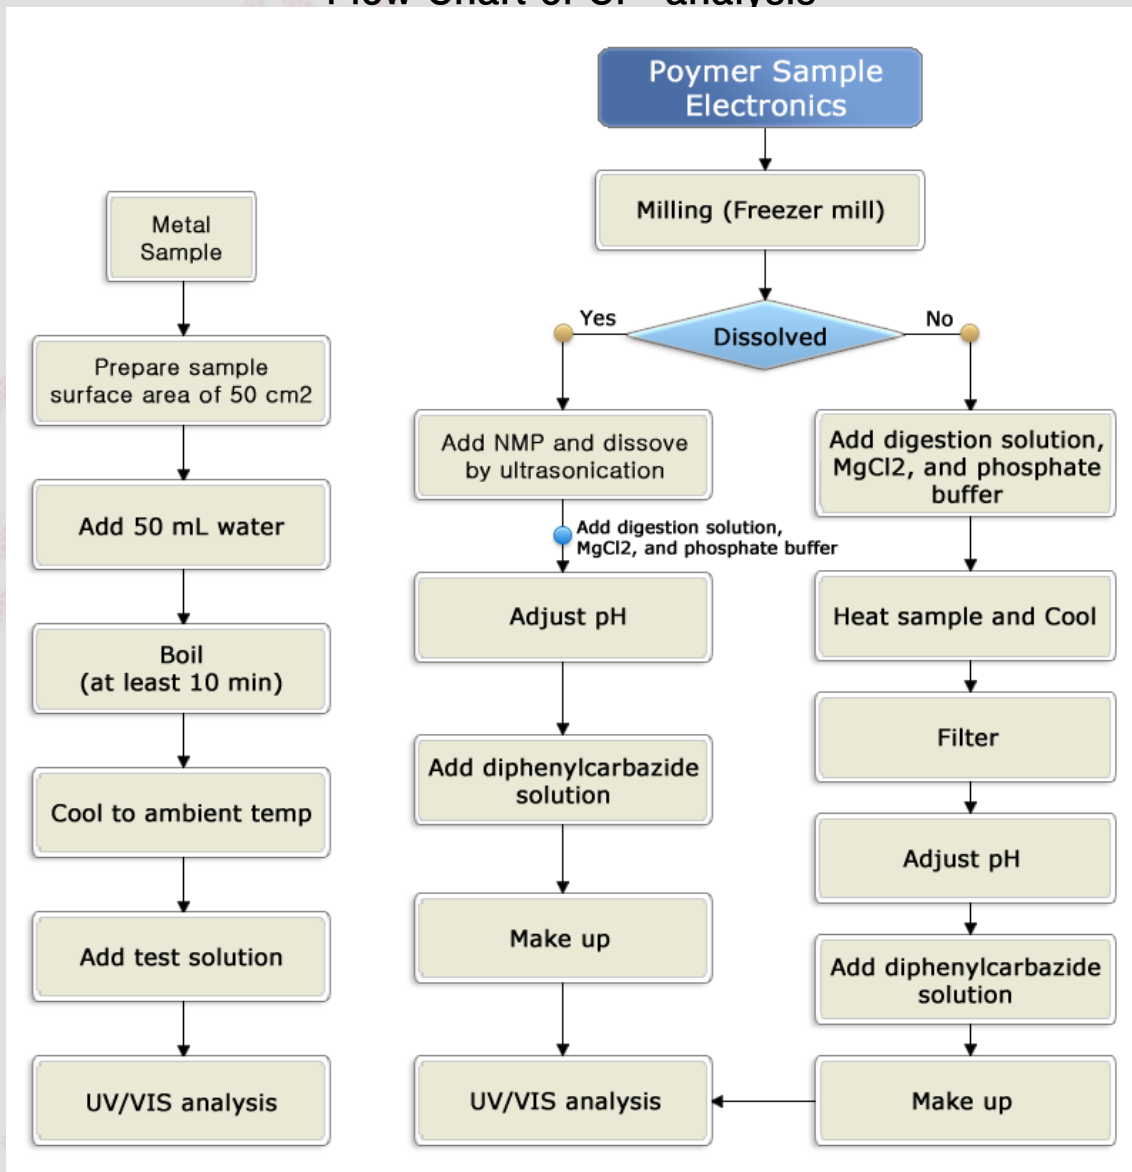 Poymer Sample
Electronics
Milling (Freezer mill)
Dissolved
Yes
No
Metal
Sample
Prepare sample
surface area of 50 cm2
Add 50 mL water
Boil
(at least 10 min)
Cool to ambient temp
Add test solution
UV/VIS analysis
Add NMP and dissove
by ultrasonication
Add digestion solution,
MgCl2, and phosphate buffer
Adjust pH
Add diphenylcarbazide
solution
Make up
UV/VIS analysis
Add digestion solution,
MgCl2, and phosphate
buffer
Heat sample and Cool
Filter
Adjust pH
Add diphenylcarbazide
solution
Make up